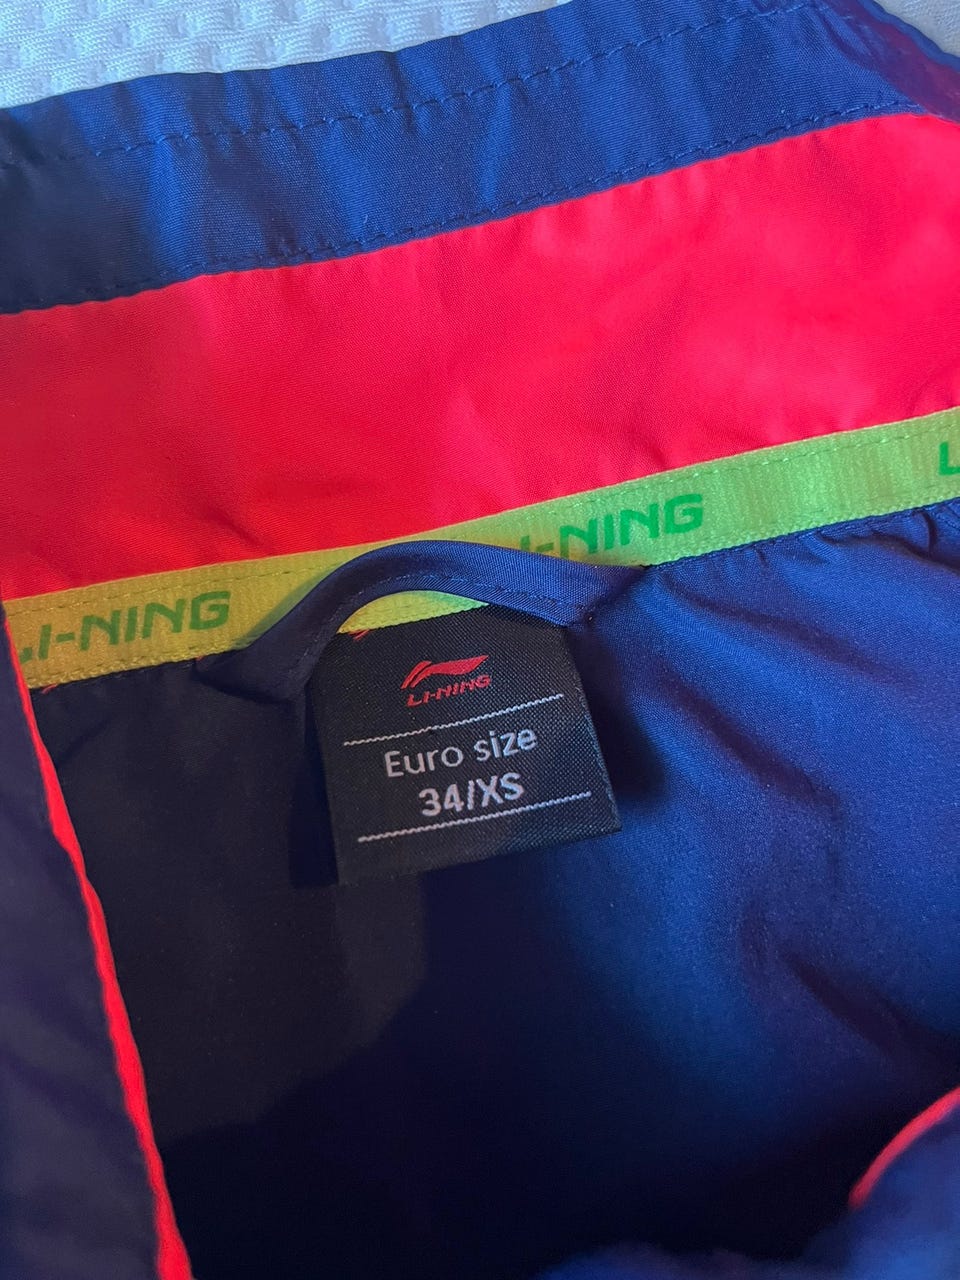 LI-NING
LI-NING
L
LI-NING
Euro size
34/XS